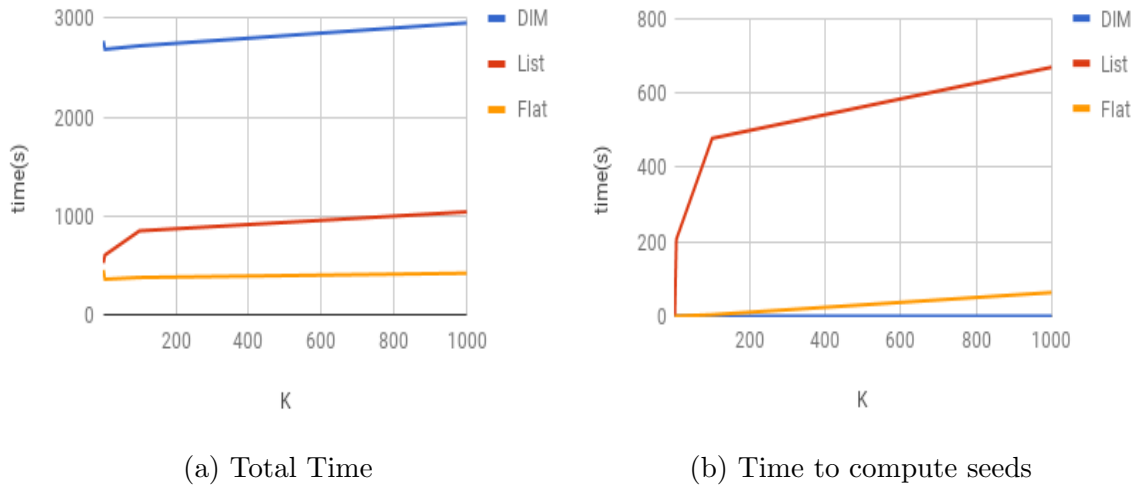 3000
2000
1000
0
time(s)
200 400 600 800 1000
K
DIM
List
Flat
(a) Total Time
800
600
400
200
0
time(s)
200 400 600 800 1000
K
DIM
List
Flat
(b) Time to compute seeds